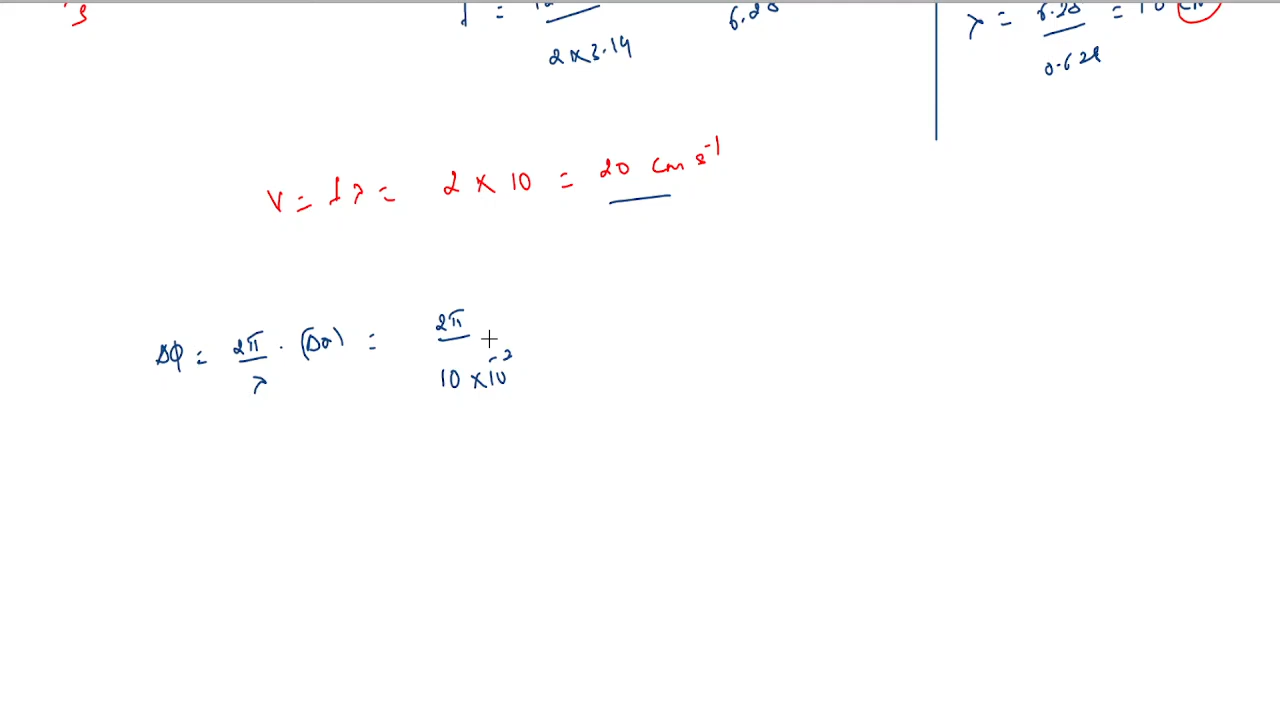 2 × 3.14
6.28
λ = 6.28 = 10 cm
0.628
V = fλ = 2 × 10 = 20 cm s⁻¹
Δφ = 2π/λ · (Δx) = 2π/10 × 10⁻²